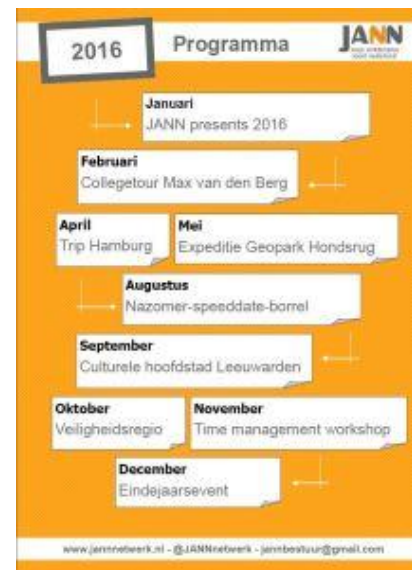 2016
Programma
JANN
Januari
JANN presents 2016
Februari
Collegetour Max van den Berg
April
Trip Hamburg
Mei
Expeditie Geopark Hondsrug
Augustus
Nazomer-speeddate-borrel
September
Culturele hoofdstad Leeuwarden
Oktober
Veiligheidsregio
November
Time management workshop
December
Eindejaarsevent
www.jannnetwerk.nl - @JANNnetwerk - jannbestuur@gmail.com